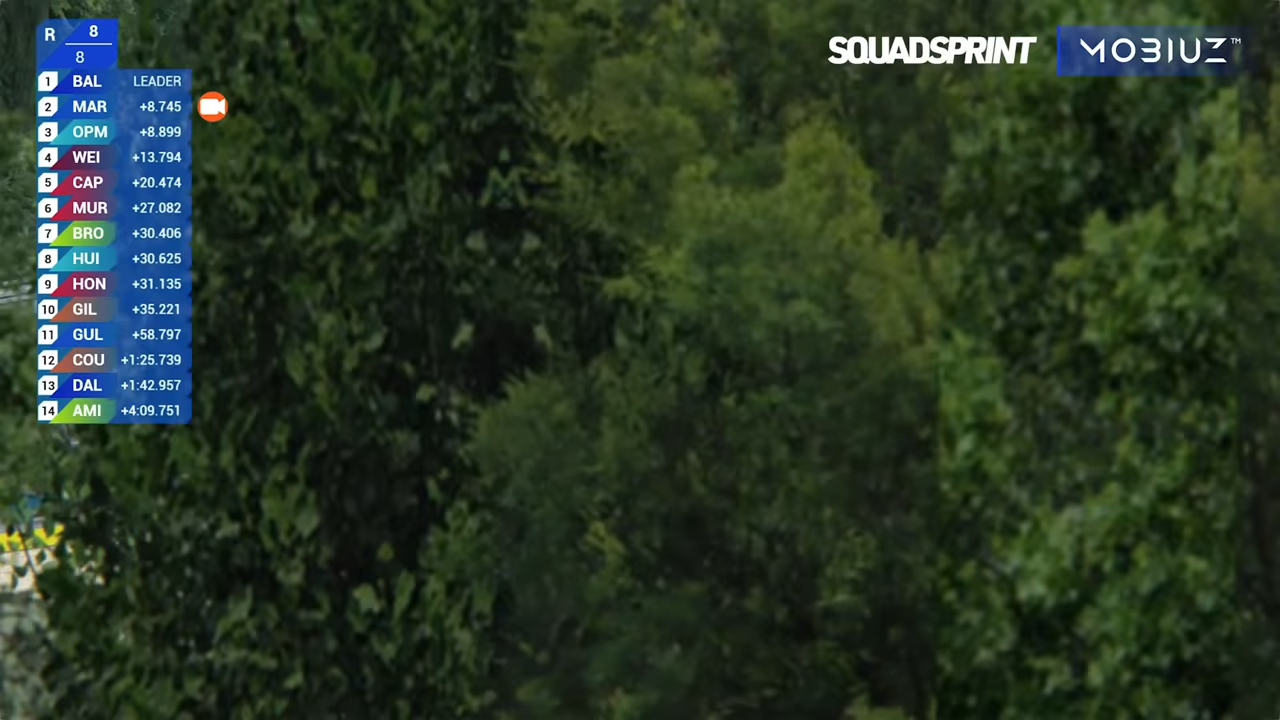 R 8
8
1 BAL LEADER
2 MAR +8.745
3 OPM +8.899
4 WEI +13.794
5 CAP +20.474
6 MUR +27.082
7 BRO +30.406
8 HUI +30.625
9 HON +31.135
10 GIL +35.221
11 GUL +58.797
12 COU +1:25.739
13 DAL +1:42.957
14 AMI +4:09.751
SQUADSPRINT
MOBIUZ™